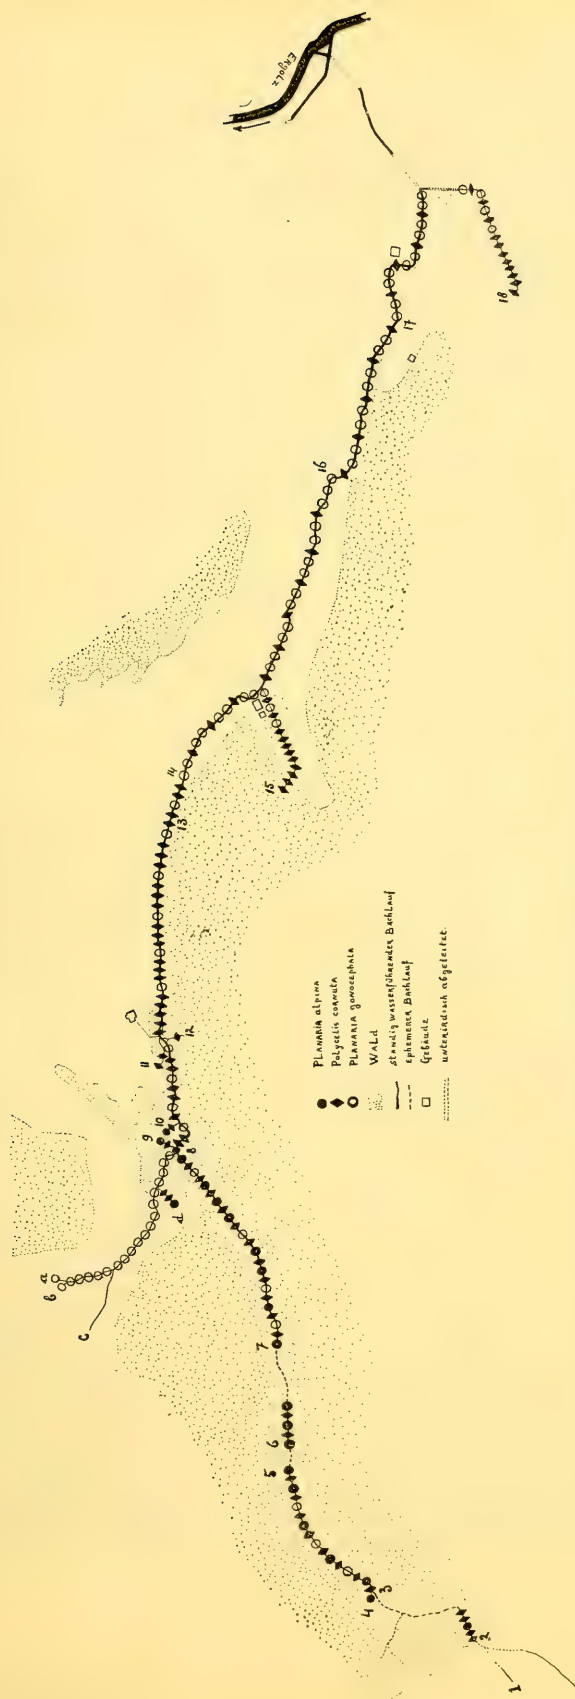 Ergolz
18
17
16
15
14
13
12
11
10
9
8
d
a
b
c
7
6
5
4
3
2
1
PLANARIA alpina
Polycelis cornuta
PLANARIA gonocephala
WALD
ständig wasserführender Bachlauf
Ephemerer Bachlauf
Gebäude
unterirdisch abgeleitet.